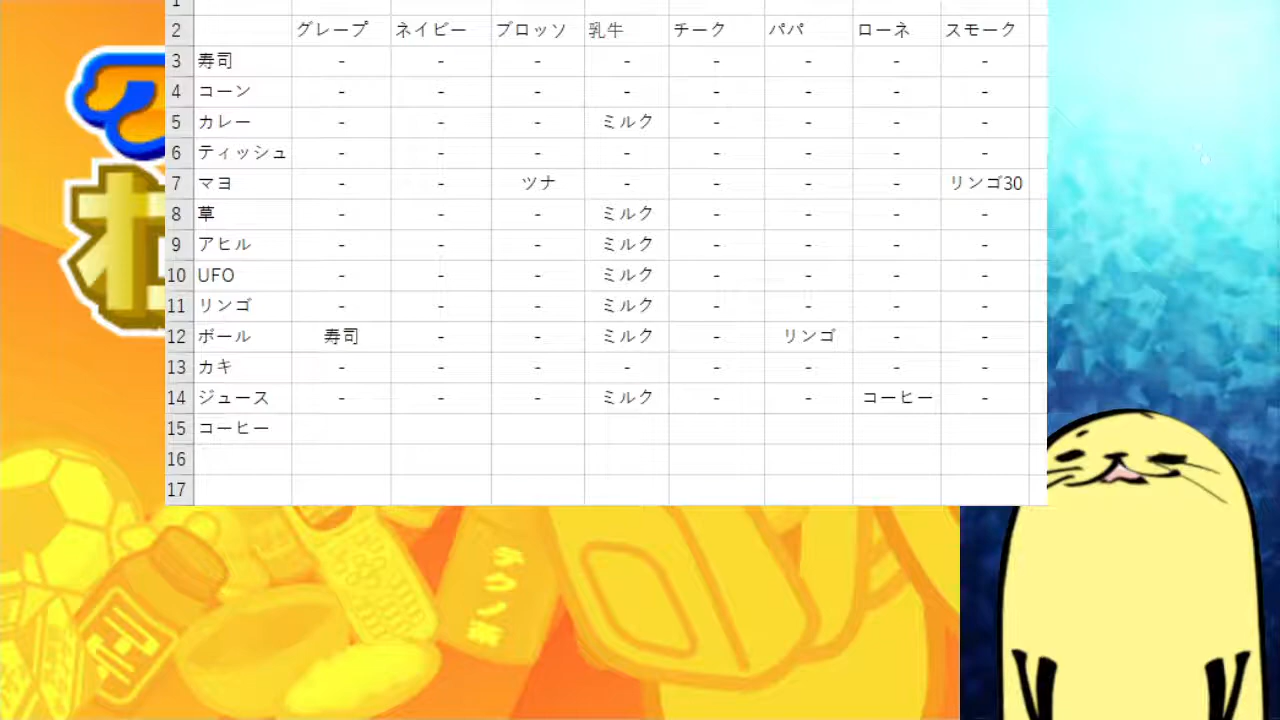 1
2 グレープ ネイビー ブロッソ 乳牛 チーク パパ ローネ スモーク
3 寿司 - - - - - - - -
4 コーン - - - - - - - -
5 カレー - - - ミルク - - - -
6 ティッシュ - - - - - - - -
7 マヨ - - ツナ - - - - リンゴ30
8 草 - - - ミルク - - - -
9 アヒル - - - ミルク - - - -
10 UFO - - - ミルク - - - -
11 リンゴ - - - ミルク - - - -
12 ボール 寿司 - - ミルク - リンゴ - -
13 カキ - - - - - - - -
14 ジュース - - - ミルク - - コーヒー -
15 コーヒー
16
17